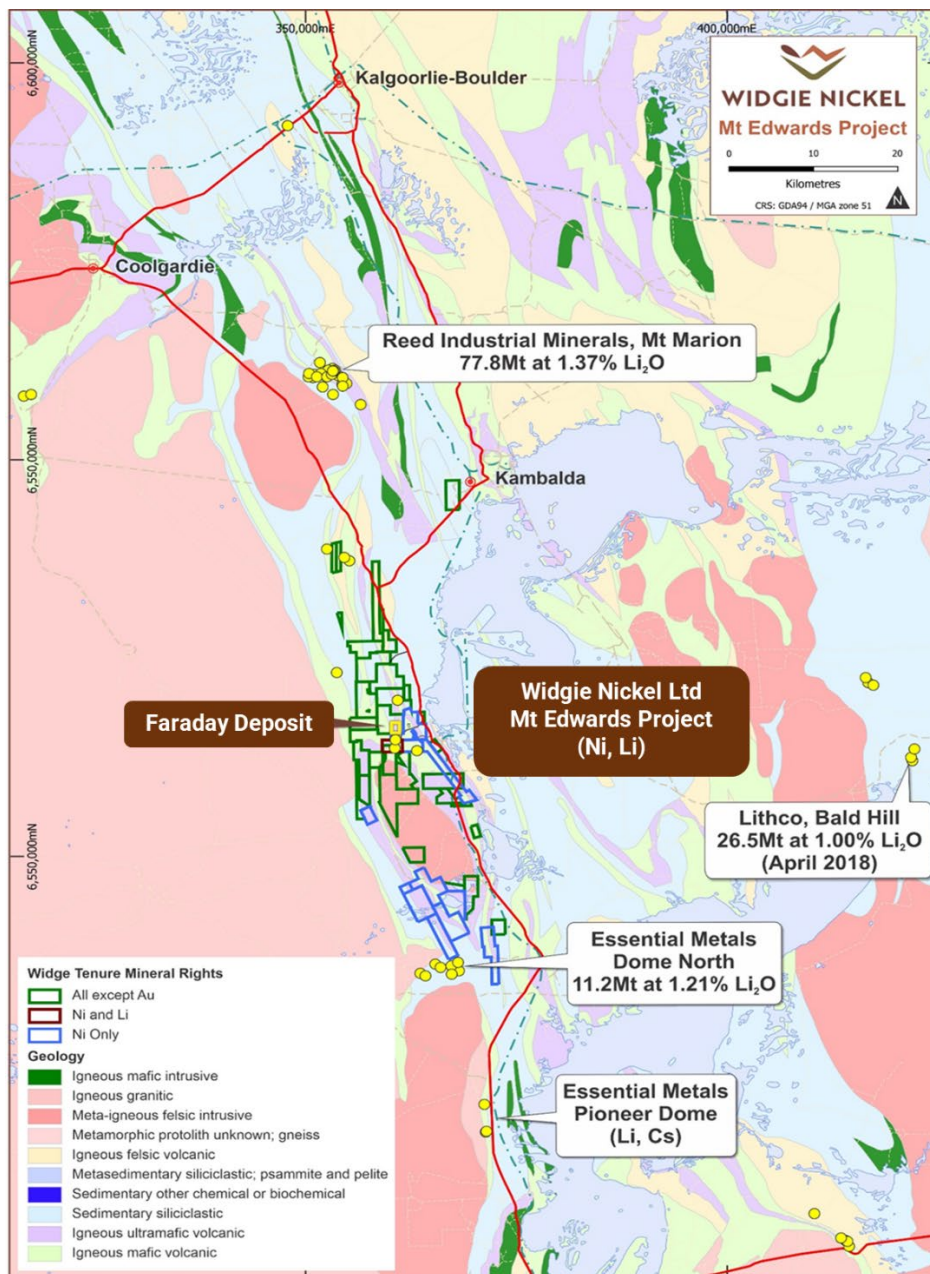 350,000mE
400,000mE
6,600,000mN
Kalgoorlie-Boulder
WIDGIE NICKEL
Mt Edwards Project
0 10 20
Kilometres
CRS: GDA94 / MGA zone 51
N
Coolgardie
Reed Industrial Minerals, Mt Marion
77.8Mt at 1.37% Li₂O
6,550,000mN
Kambalda
Faraday Deposit
Widgie Nickel Ltd
Mt Edwards Project
(Ni, Li)
Lithco, Bald Hill
26.5Mt at 1.00% Li₂O
(April 2018)
6,550,000mN
Essential Metals
Dome North
11.2Mt at 1.21% Li₂O
Essential Metals
Pioneer Dome
(Li, Cs)
Widge Tenure Mineral Rights
All except Au
Ni and Li
Ni Only
Geology
Igneous mafic intrusive
Igneous granitic
Meta-igneous felsic intrusive
Metamorphic protolith unknown; gneiss
Igneous felsic volcanic
Metasedimentary siliciclastic; psammite and pelite
Sedimentary other chemical or biochemical
Sedimentary siliciclastic
Igneous ultramafic volcanic
Igneous mafic volcanic